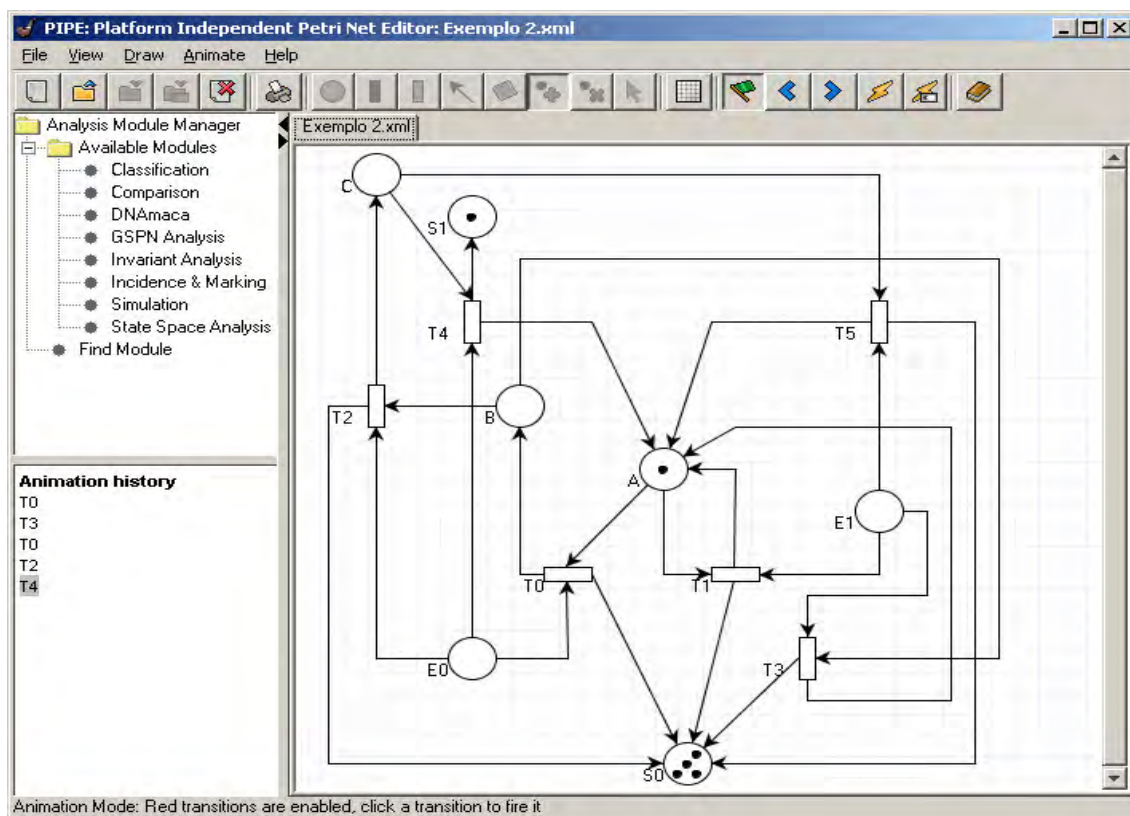 PIPE: Platform Independent Petri Net Editor: Exemplo 2.xml
File View Draw Animate Help
Analysis Module Manager
Available Modules
Classification
Comparison
DNAmaca
GSPN Analysis
Invariant Analysis
Incidence & Marking
Simulation
State Space Analysis
Find Module
Animation history
T0
T3
T0
T2
T4
Exemplo 2.xml
C
S1
T4
T5
T2
B
A
E1
T0
T1
E0
T3
S0
Animation Mode: Red transitions are enabled, click a transition to fire it